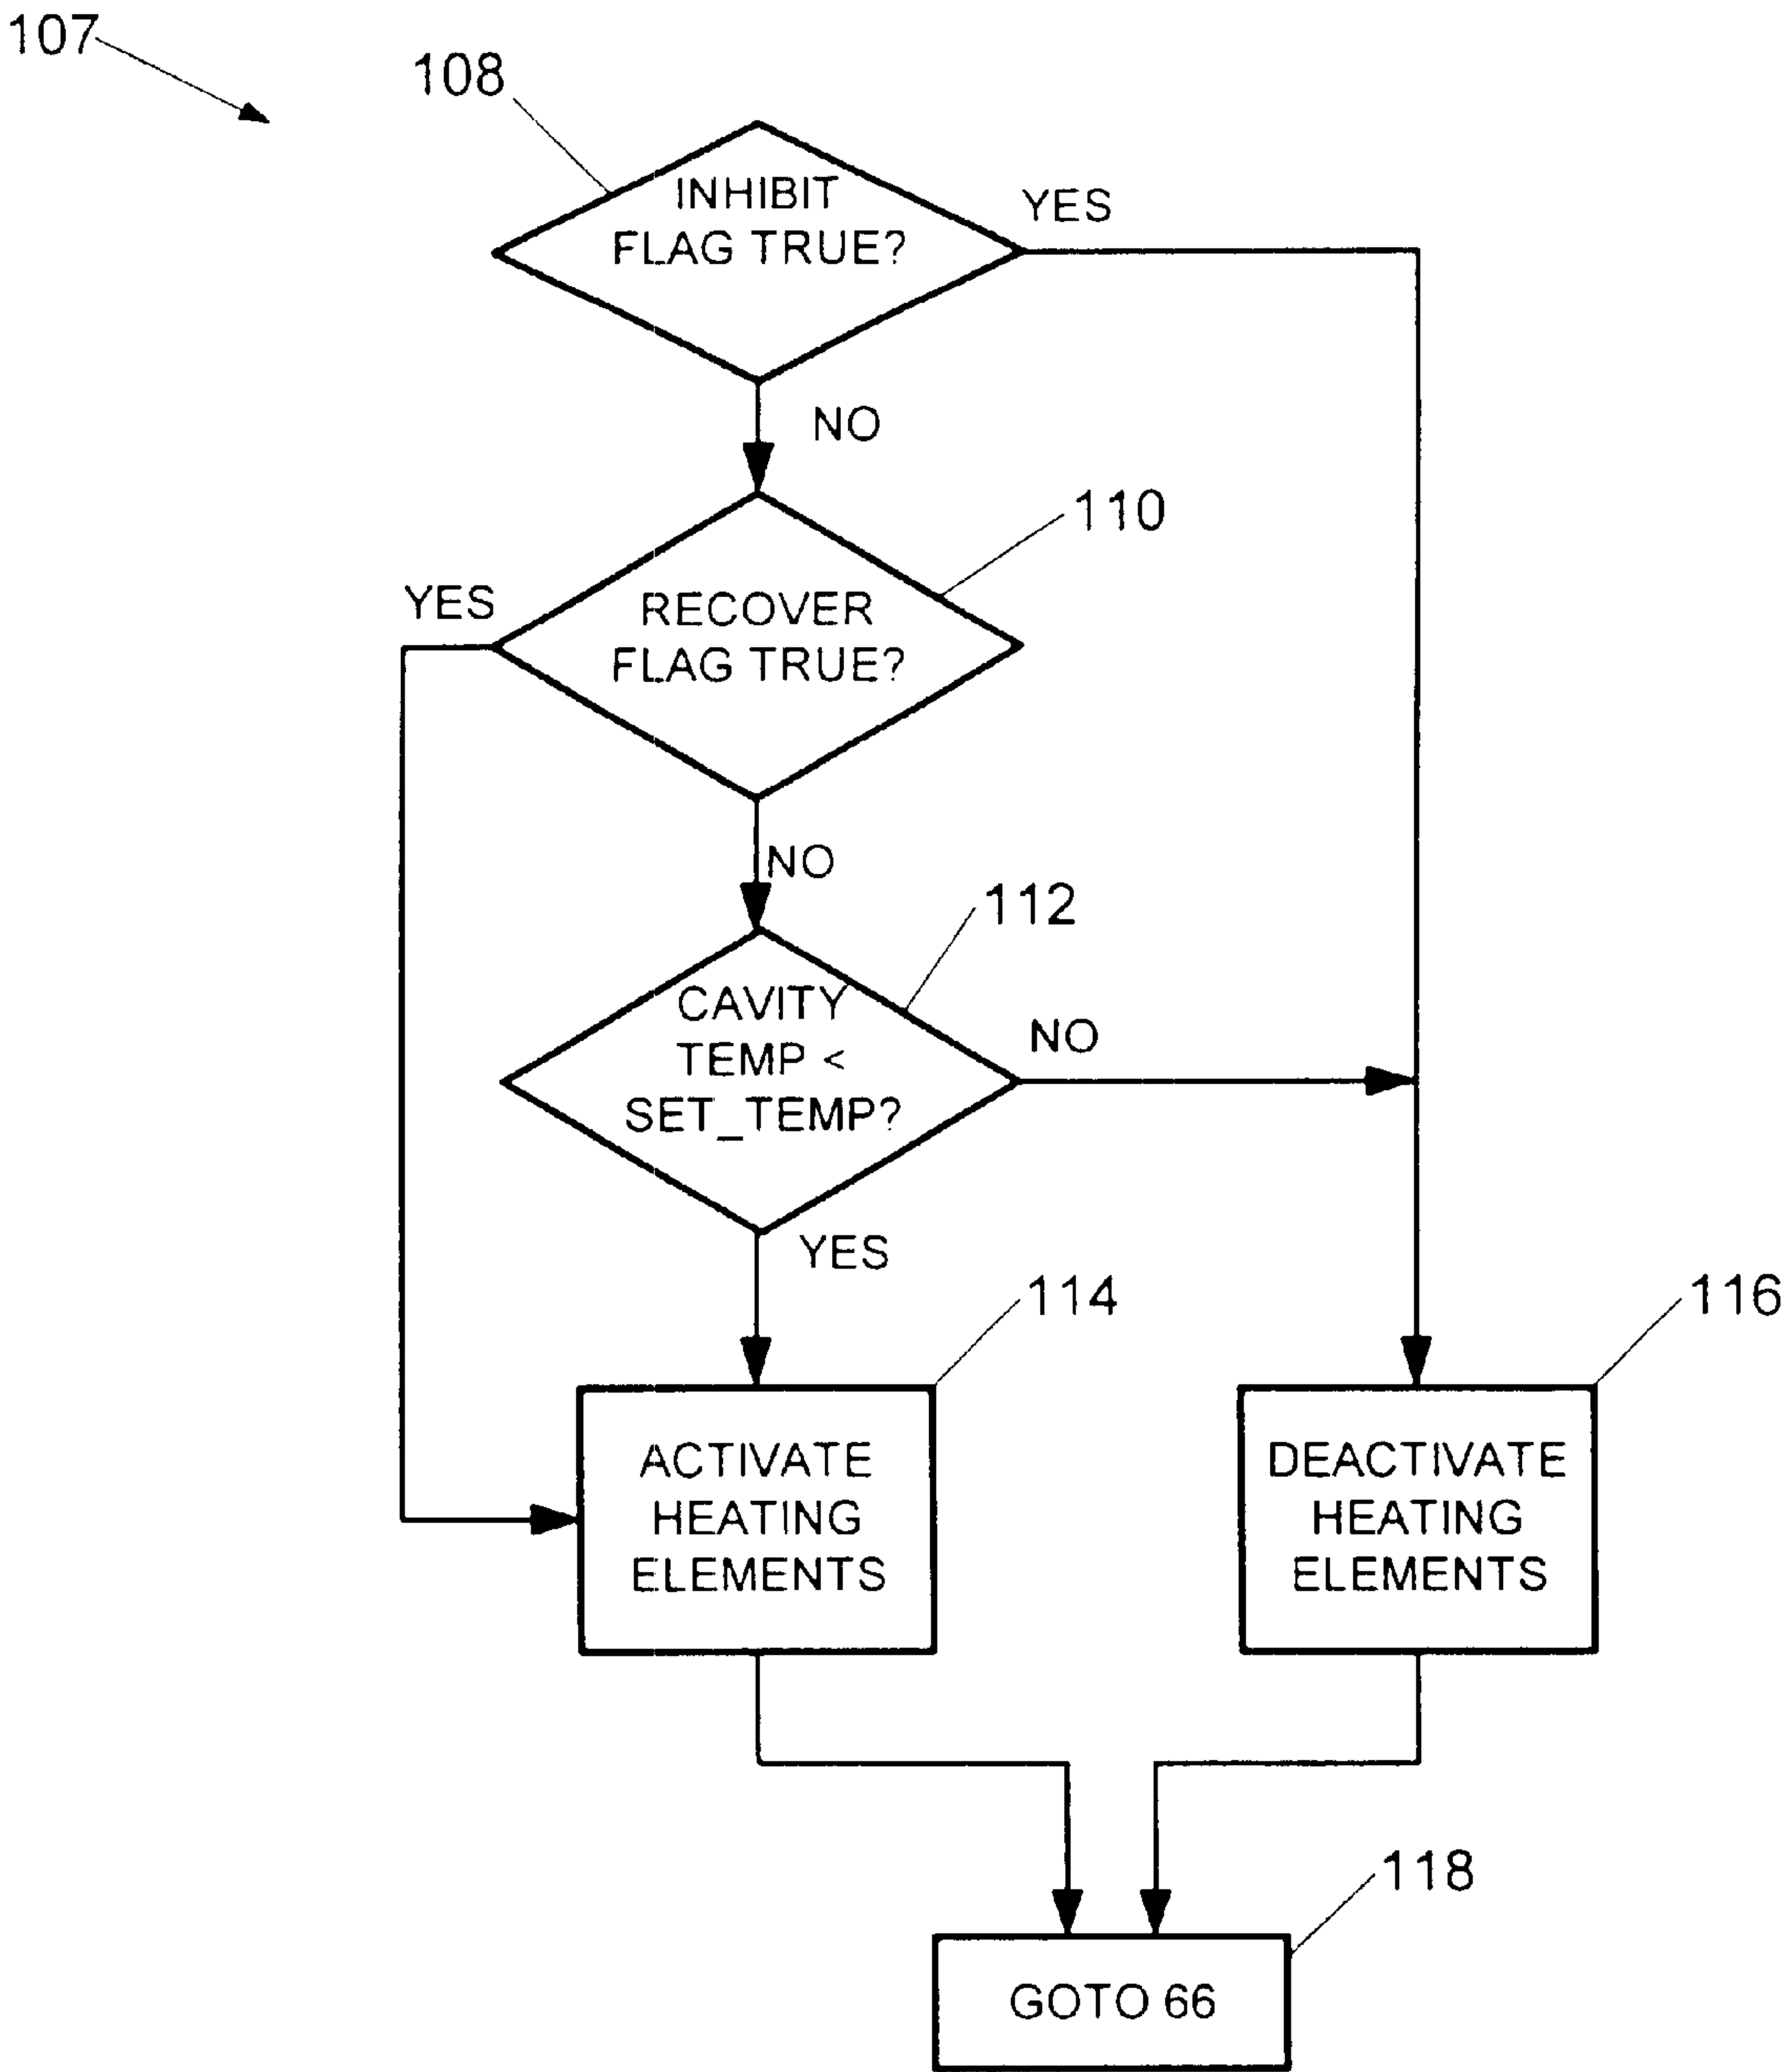 107
108
INHIBIT
FLAG TRUE?
YES
NO
110
YES
RECOVER
FLAG TRUE?
NO
112
CAVITY
TEMP <
SET_TEMP?
NO
YES
114
116
ACTIVATE
HEATING
ELEMENTS
DEACTIVATE
HEATING
ELEMENTS
118
GOTO 66